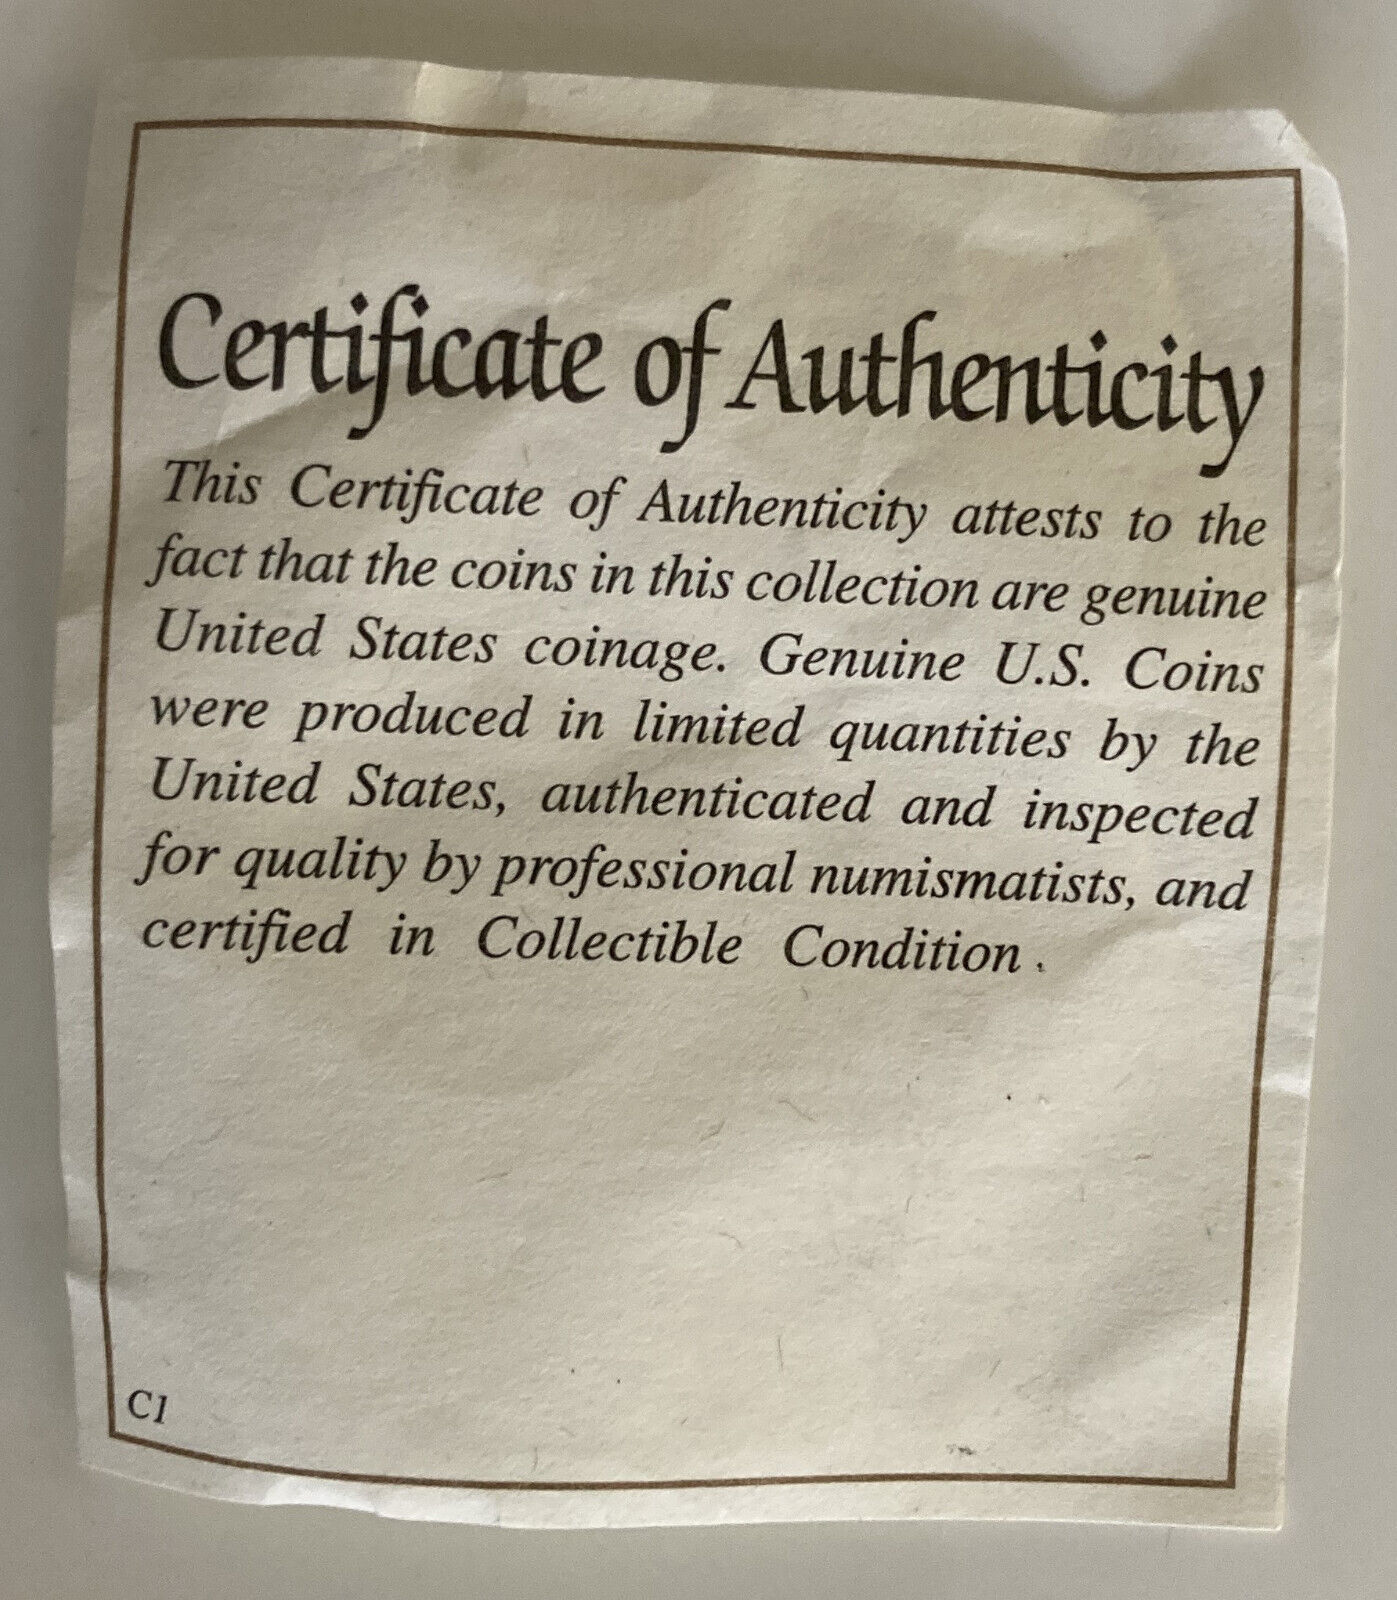 Certificate of Authenticity
This Certificate of Authenticity attests to the
fact that the coins in this collection are genuine
United States coinage. Genuine U.S. Coins
were produced in limited quantities by the
United States, authenticated and inspected
for quality by professional numismatists, and
certified in Collectible Condition .
C1